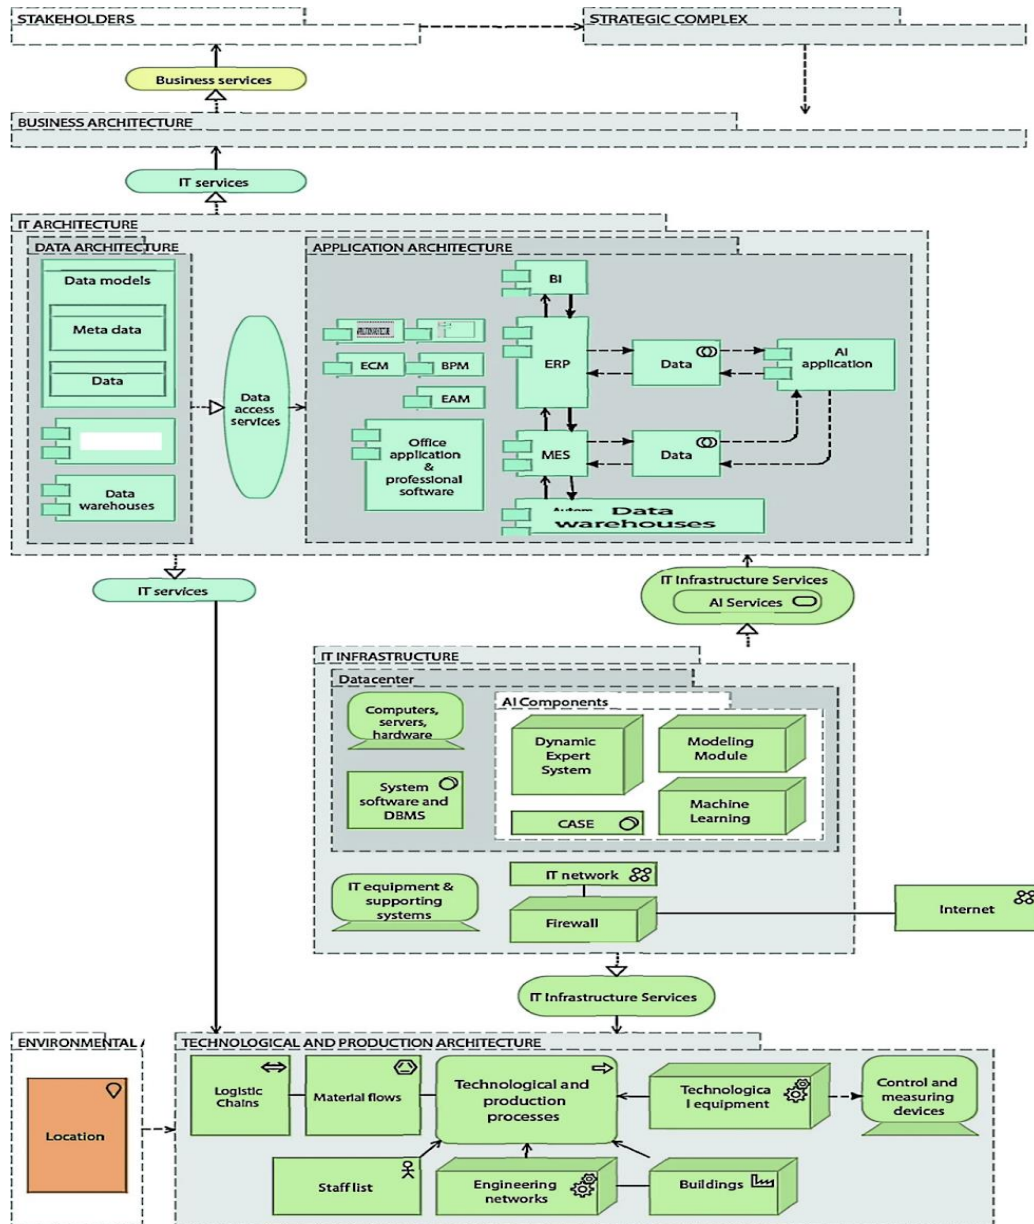 STAKEHOLDERS
STRATEGIC COMPLEX
Business services
BUSINESS ARCHITECTURE
IT services
IT ARCHITECTURE
DATA ARCHITECTURE
APPLICATION ARCHITECTURE
Data models
Meta data
Data
Data
warehouses
Data
access
services
BI
ECM
BPM
EAM
Office
application
&
professional
software
ERP
Data
AI
application
MES
Data
Data
warehouses
IT services
IT Infrastructure Services
AI Services
IT INFRASTRUCTURE
Datacenter
Computers,
servers,
hardware
System
software and
DBMS
AI Components
Dynamic
Expert
System
Modeling
Module
CASE
Machine
Learning
IT equipment &
supporting
systems
IT network
Firewall
Internet
IT Infrastructure Services
ENVIRONMENTAL
Location
TECHNOLOGICAL AND PRODUCTION ARCHITECTURE
Logistic
Chains
Material flows
Technological and
production
processes
Technologica
l equipment
Control and
measuring
devices
Staff list
Engineering
networks
Buildings